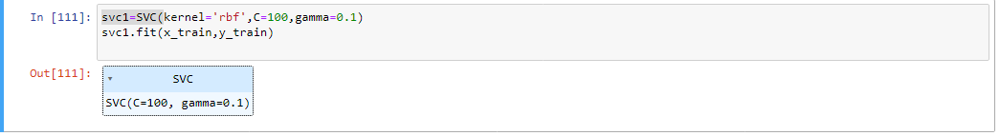 In [111]: svc1=SVC(kernel='rbf',C=100,gamma=0.1)
svc1.fit(x_train,y_train)
Out[111]: ▾ SVC
SVC(C=100, gamma=0.1)